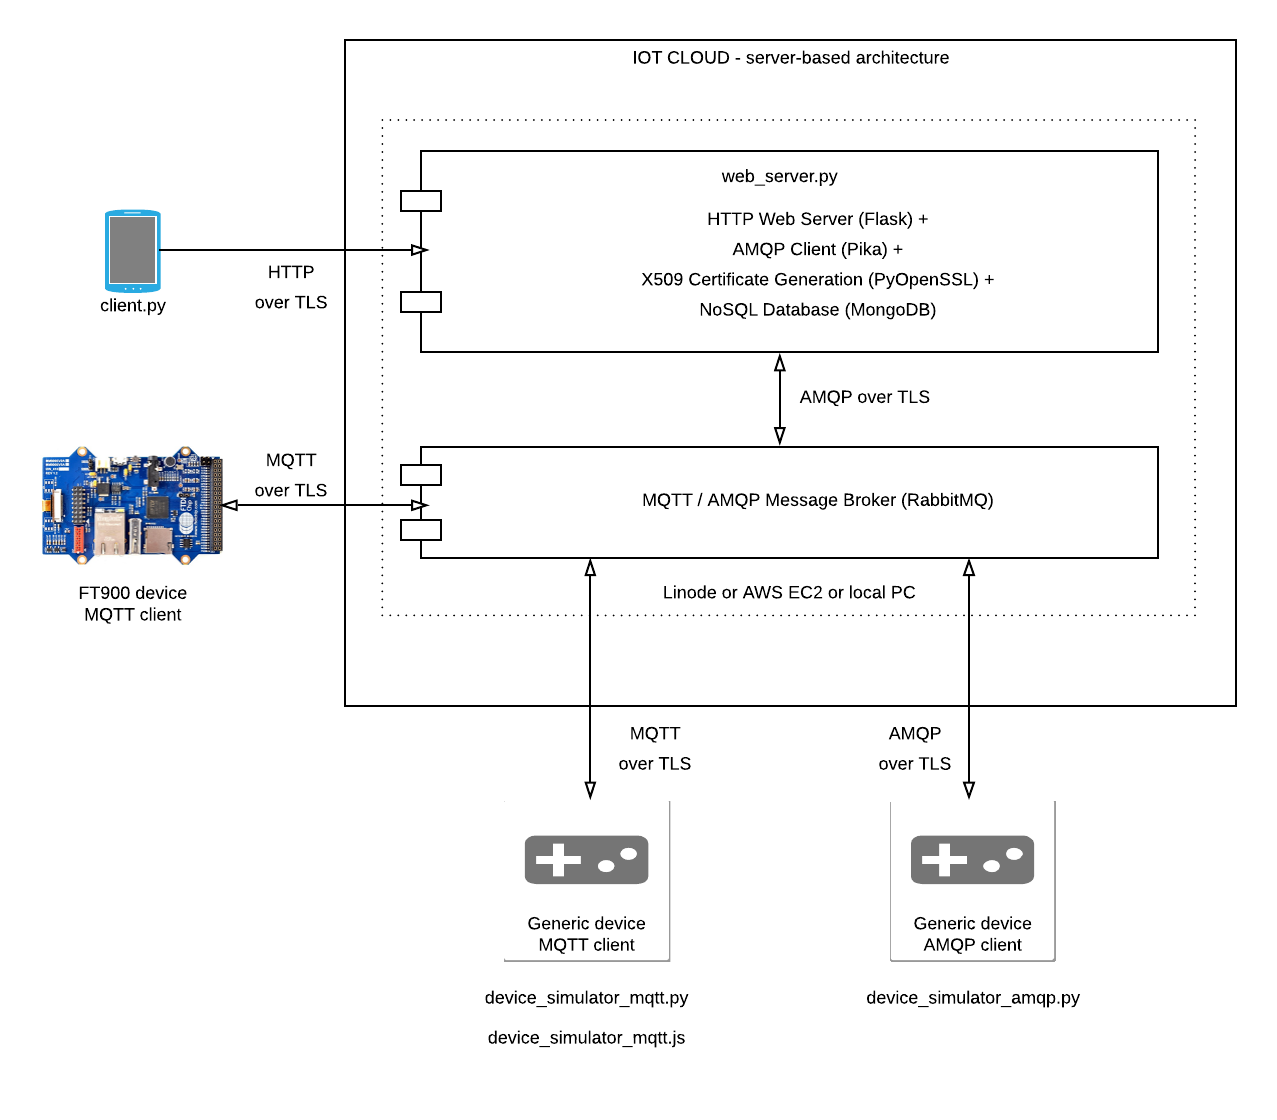 IOT CLOUD - server-based architecture
web_server.py
HTTP Web Server (Flask) +
AMQP Client (Pika) +
X509 Certificate Generation (PyOpenSSL) +
NoSQL Database (MongoDB)
HTTP
over TLS
client.py
AMQP over TLS
MQTT
over TLS
MQTT / AMQP Message Broker (RabbitMQ)
FT900 device
MQTT client
Linode or AWS EC2 or local PC
MQTT
over TLS
AMQP
over TLS
Generic device
MQTT client
Generic device
AMQP client
device_simulator_mqtt.py
device_simulator_amqp.py
device_simulator_mqtt.js